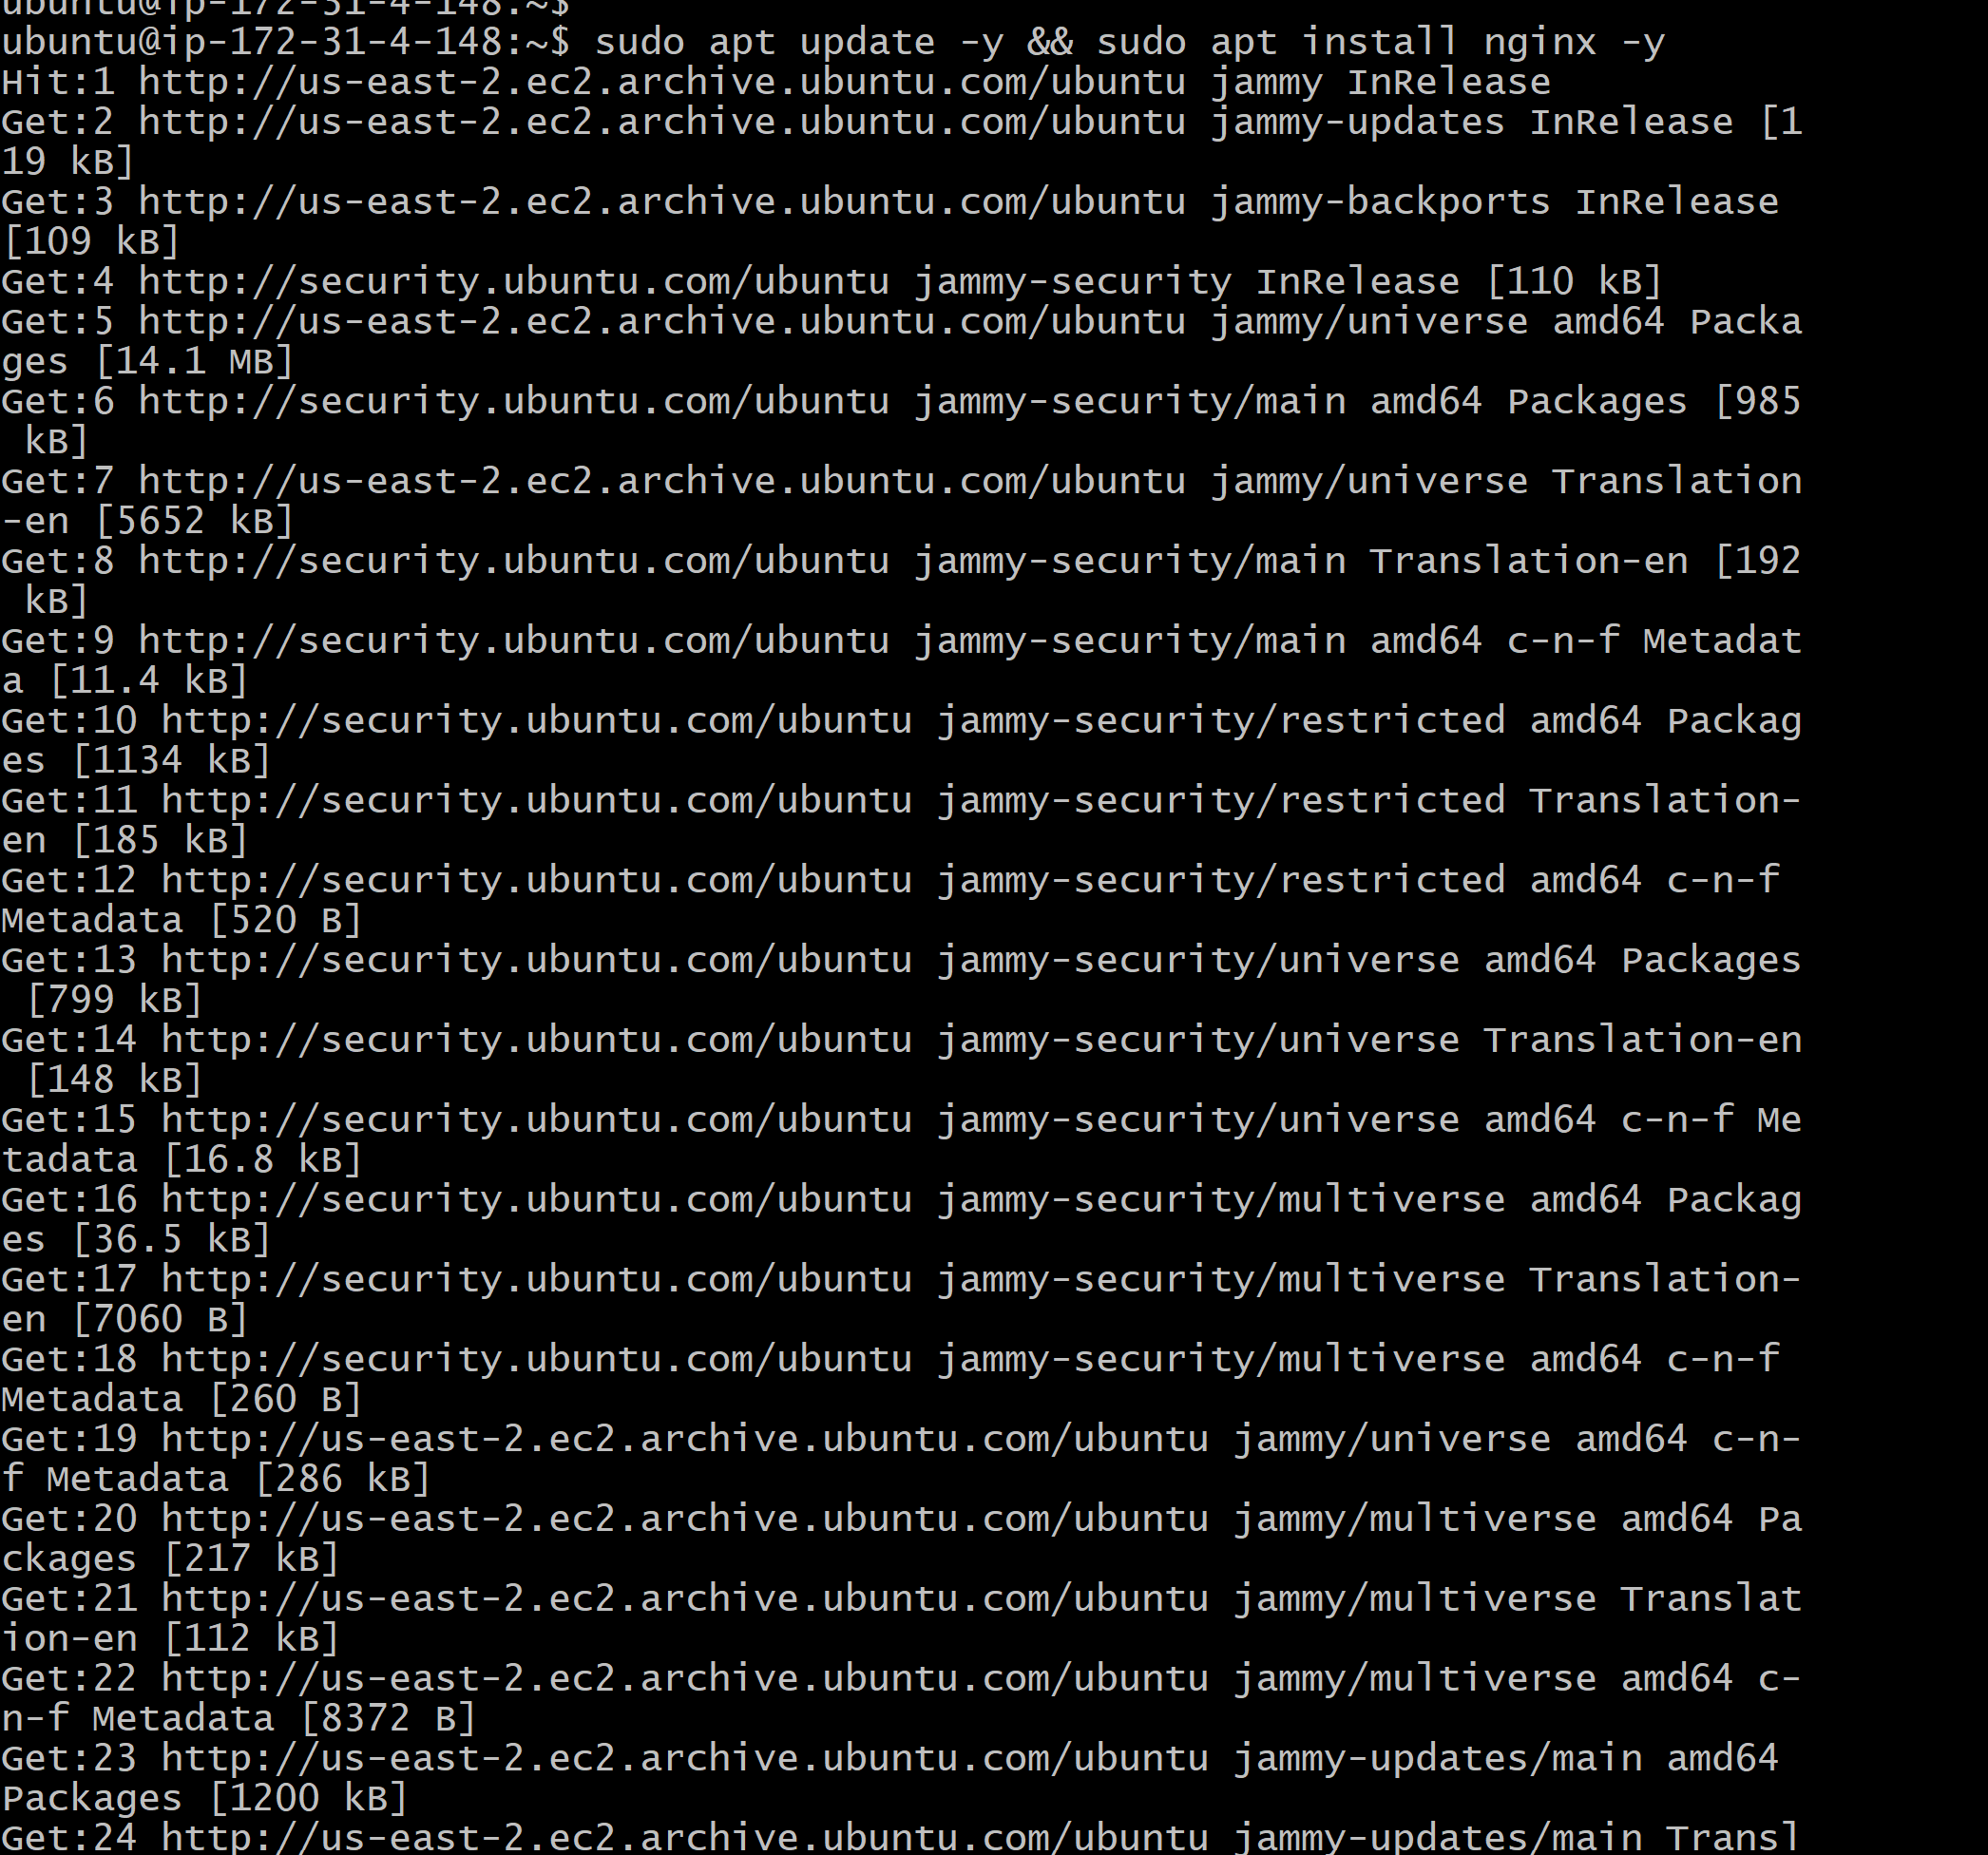 ubuntu@ip-172-31-4-148:~$
ubuntu@ip-172-31-4-148:~$ sudo apt update -y && sudo apt install nginx -y
Hit:1 http://us-east-2.ec2.archive.ubuntu.com/ubuntu jammy InRelease
Get:2 http://us-east-2.ec2.archive.ubuntu.com/ubuntu jammy-updates InRelease [1
19 kB]
Get:3 http://us-east-2.ec2.archive.ubuntu.com/ubuntu jammy-backports InRelease
[109 kB]
Get:4 http://security.ubuntu.com/ubuntu jammy-security InRelease [110 kB]
Get:5 http://us-east-2.ec2.archive.ubuntu.com/ubuntu jammy/universe amd64 Packa
ges [14.1 MB]
Get:6 http://security.ubuntu.com/ubuntu jammy-security/main amd64 Packages [985
 kB]
Get:7 http://us-east-2.ec2.archive.ubuntu.com/ubuntu jammy/universe Translation
-en [5652 kB]
Get:8 http://security.ubuntu.com/ubuntu jammy-security/main Translation-en [192
 kB]
Get:9 http://security.ubuntu.com/ubuntu jammy-security/main amd64 c-n-f Metadat
a [11.4 kB]
Get:10 http://security.ubuntu.com/ubuntu jammy-security/restricted amd64 Packag
es [1134 kB]
Get:11 http://security.ubuntu.com/ubuntu jammy-security/restricted Translation-
en [185 kB]
Get:12 http://security.ubuntu.com/ubuntu jammy-security/restricted amd64 c-n-f
Metadata [520 B]
Get:13 http://security.ubuntu.com/ubuntu jammy-security/universe amd64 Packages
 [799 kB]
Get:14 http://security.ubuntu.com/ubuntu jammy-security/universe Translation-en
 [148 kB]
Get:15 http://security.ubuntu.com/ubuntu jammy-security/universe amd64 c-n-f Me
tadata [16.8 kB]
Get:16 http://security.ubuntu.com/ubuntu jammy-security/multiverse amd64 Packag
es [36.5 kB]
Get:17 http://security.ubuntu.com/ubuntu jammy-security/multiverse Translation-
en [7060 B]
Get:18 http://security.ubuntu.com/ubuntu jammy-security/multiverse amd64 c-n-f
Metadata [260 B]
Get:19 http://us-east-2.ec2.archive.ubuntu.com/ubuntu jammy/universe amd64 c-n-
f Metadata [286 kB]
Get:20 http://us-east-2.ec2.archive.ubuntu.com/ubuntu jammy/multiverse amd64 Pa
ckages [217 kB]
Get:21 http://us-east-2.ec2.archive.ubuntu.com/ubuntu jammy/multiverse Translat
ion-en [112 kB]
Get:22 http://us-east-2.ec2.archive.ubuntu.com/ubuntu jammy/multiverse amd64 c-
n-f Metadata [8372 B]
Get:23 http://us-east-2.ec2.archive.ubuntu.com/ubuntu jammy-updates/main amd64
Packages [1200 kB]
Get:24 http://us-east-2.ec2.archive.ubuntu.com/ubuntu jammy-updates/main Transl